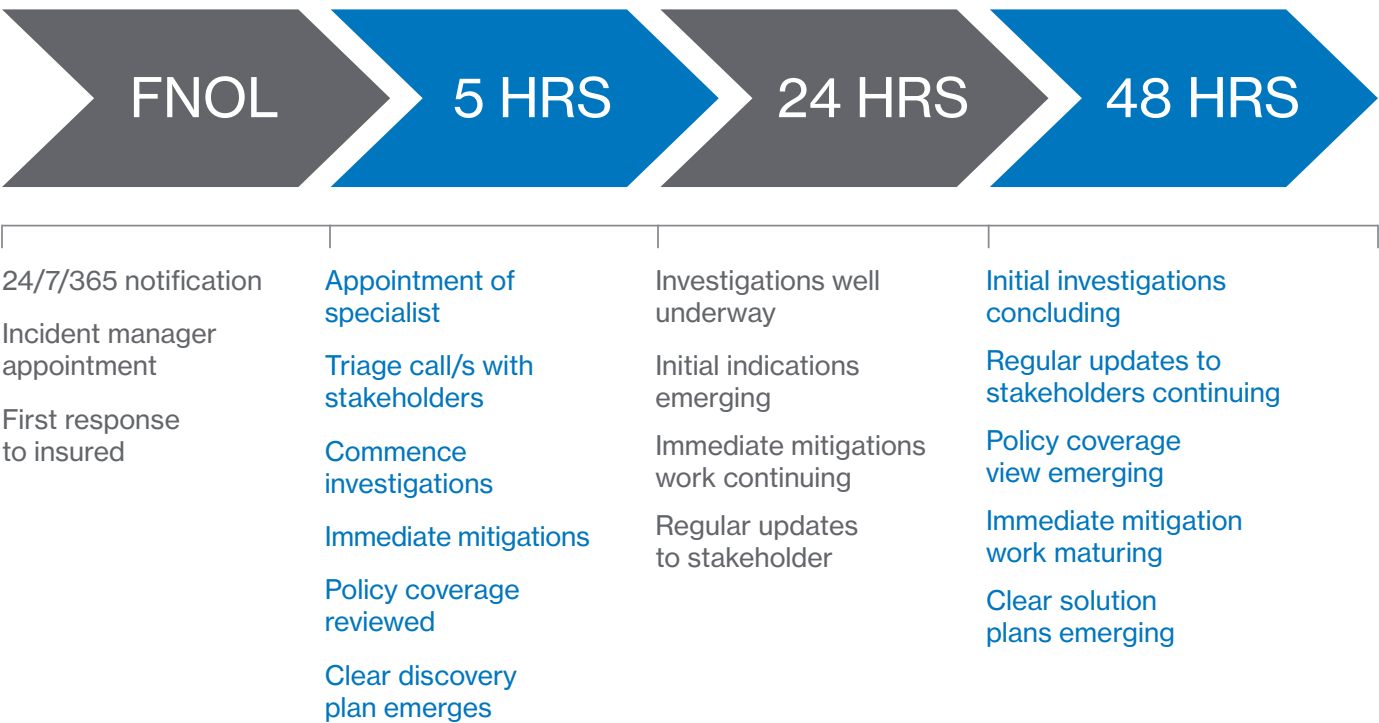 FNOL
5 HRS
24 HRS
48 HRS
24/7/365 notification
Incident manager
appointment
First response
to insured
Appointment of
specialist
Triage call/s with
stakeholders
Commence
investigations
Immediate mitigations
Policy coverage
reviewed
Clear discovery
plan emerges
Investigations well
underway
Initial indications
emerging
Immediate mitigations
work continuing
Regular updates
to stakeholder
Initial investigations
concluding
Regular updates to
stakeholders continuing
Policy coverage
view emerging
Immediate mitigation
work maturing
Clear solution
plans emerging